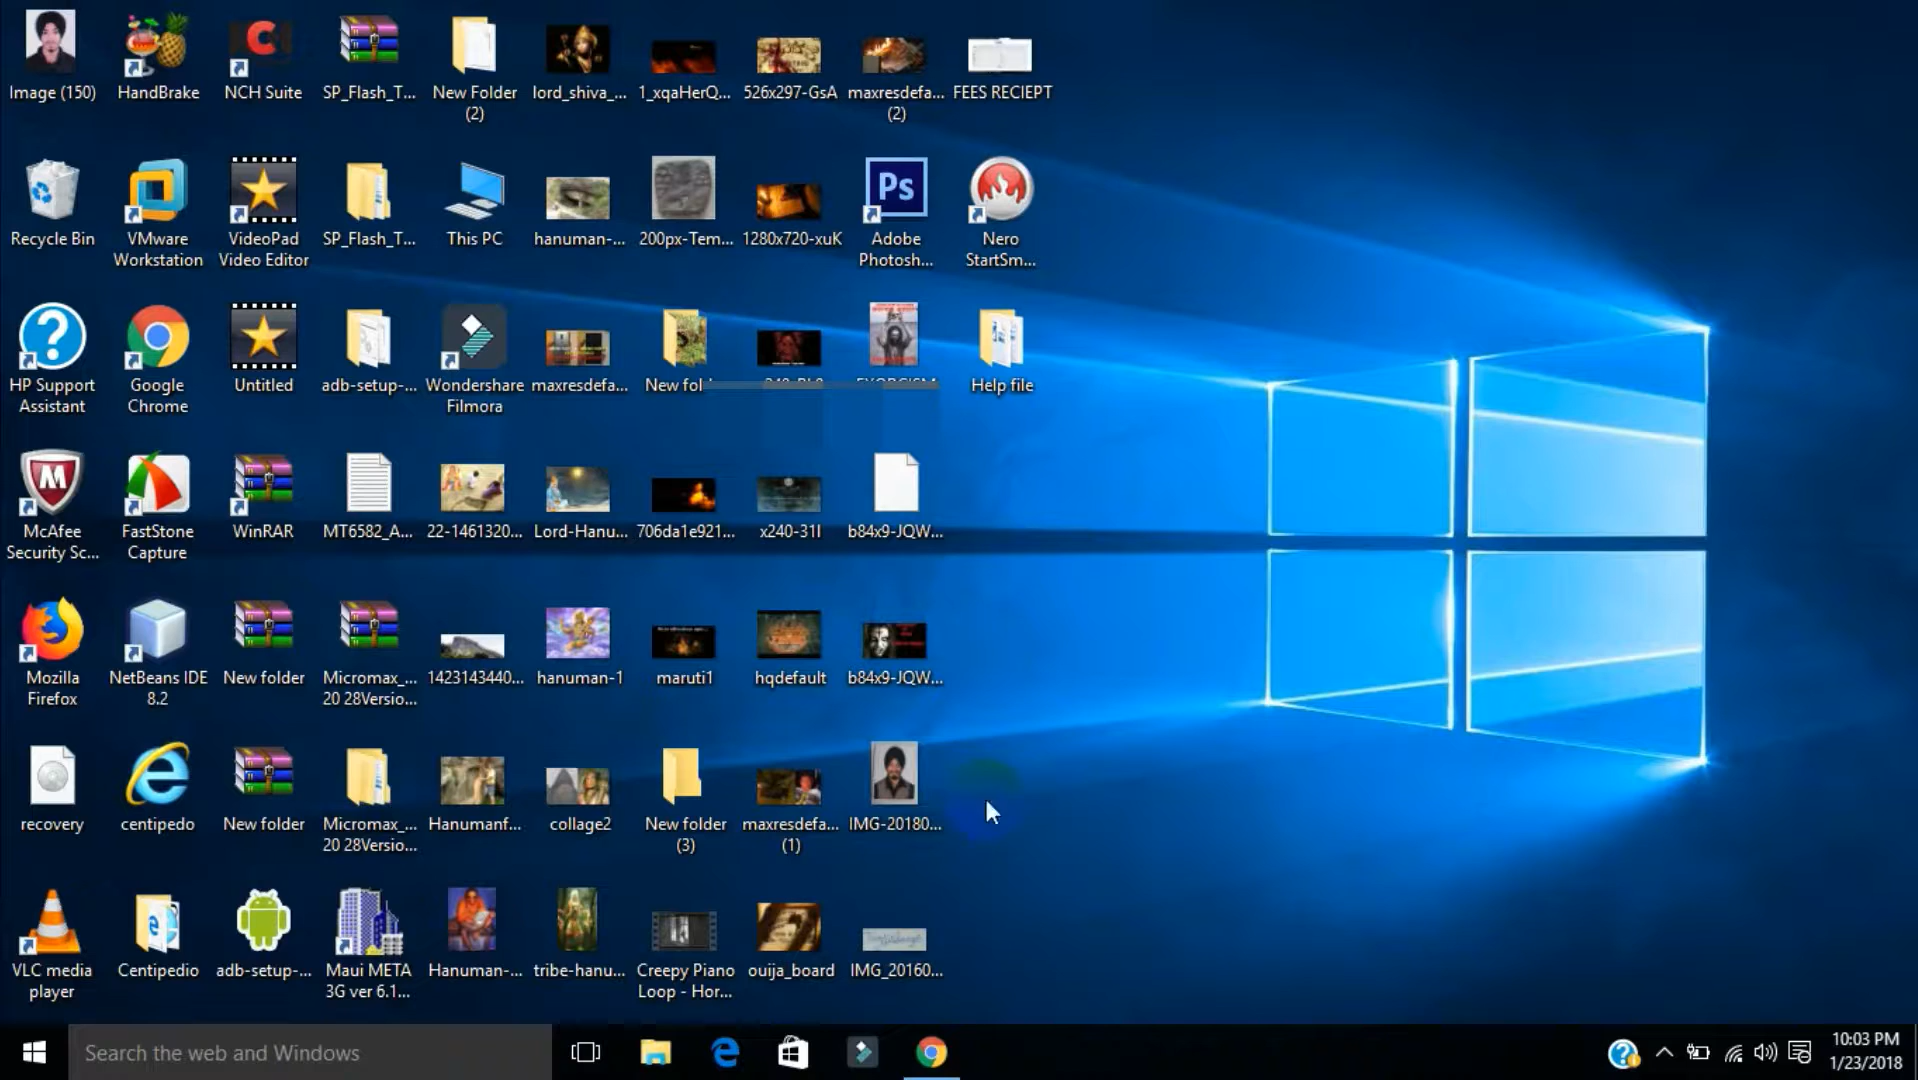 Image (150)
HandBrake
NCH Suite
SP_Flash_T...
New Folder
(2)
lord_shiva_...
1_xqaHerQ...
526x297-GsA
maxresdefa...
(2)
FEES RECIEPT
Recycle Bin
VMware
Workstation
VideoPad
Video Editor
SP_Flash_T...
This PC
hanuman-...
200px-Tem...
1280x720-xuK
Ps
Adobe
Photosh...
Nero
StartSm...
HP Support
Assistant
Google
Chrome
Untitled
adb-setup-...
Wondershare
Filmora
maxresdefa...
New fol
Help file
McAfee
Security Sc...
FastStone
Capture
WinRAR
MT6582_A...
22-1461320...
Lord-Hanu...
706da1e921...
x240-31I
b84x9-JQW...
Mozilla
Firefox
NetBeans IDE
8.2
New folder
Micromax_...
20 28Versio...
1423143440...
hanuman-1
maruti1
hqdefault
b84x9-JQW...
recovery
centipedo
New folder
Micromax_...
20 28Versio...
Hanumanf...
collage2
New folder
(3)
maxresdefa...
(1)
IMG-20180...
VLC media
player
Centipedio
adb-setup-...
Maui META
3G ver 6.1...
Hanuman-...
tribe-hanu...
Creepy Piano
Loop - Hor...
ouija_board
IMG_20160...
Search the web and Windows
10:03 PM
1/23/2018